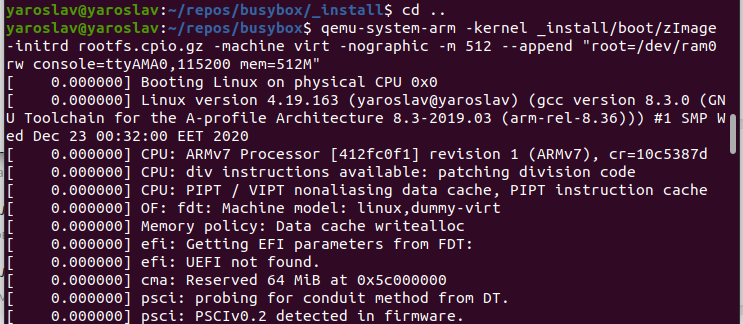 yaroslav@yaroslav:~/repos/busybox/_install$ cd ..
yaroslav@yaroslav:~/repos/busybox$ qemu-system-arm -kernel _install/boot/zImage
-initrd rootfs.cpio.gz -machine virt -nographic -m 512 --append "root=/dev/ram0
rw console=ttyAMA0,115200 mem=512M"
[    0.000000] Booting Linux on physical CPU 0x0
[    0.000000] Linux version 4.19.163 (yaroslav@yaroslav) (gcc version 8.3.0 (GN
U Toolchain for the A-profile Architecture 8.3-2019.03 (arm-rel-8.36))) #1 SMP W
ed Dec 23 00:32:00 EET 2020
[    0.000000] CPU: ARMv7 Processor [412fc0f1] revision 1 (ARMv7), cr=10c5387d
[    0.000000] CPU: div instructions available: patching division code
[    0.000000] CPU: PIPT / VIPT nonaliasing data cache, PIPT instruction cache
[    0.000000] OF: fdt: Machine model: linux,dummy-virt
[    0.000000] Memory policy: Data cache writealloc
[    0.000000] efi: Getting EFI parameters from FDT:
[    0.000000] efi: UEFI not found.
[    0.000000] cma: Reserved 64 MiB at 0x5c000000
[    0.000000] psci: probing for conduit method from DT.
[    0.000000] psci: PSCIv0.2 detected in firmware.